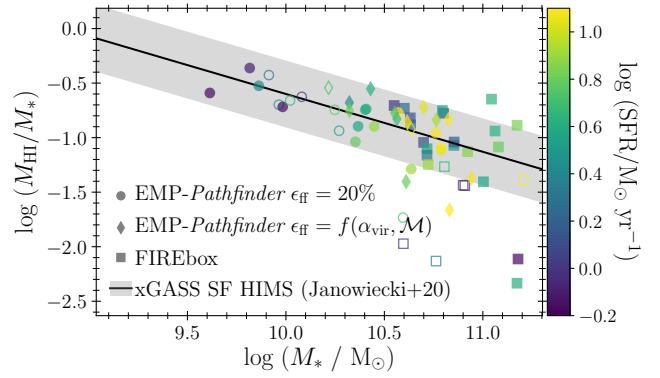 0.0
−0.5
−1.0
−1.5
−2.0
−2.5
log (M_HI/M_*)
EMP-Pathfinder ϵ_ff = 20%
EMP-Pathfinder ϵ_ff = f(α_vir, ℳ)
FIREbox
xGASS SF HIMS (Janowiecki+20)
9.5 10.0 10.5 11.0
log (M_* / M_⊙)
1.0
0.8
0.6
0.4
0.2
0.0
−0.2
log (SFR/M_⊙ yr⁻¹)